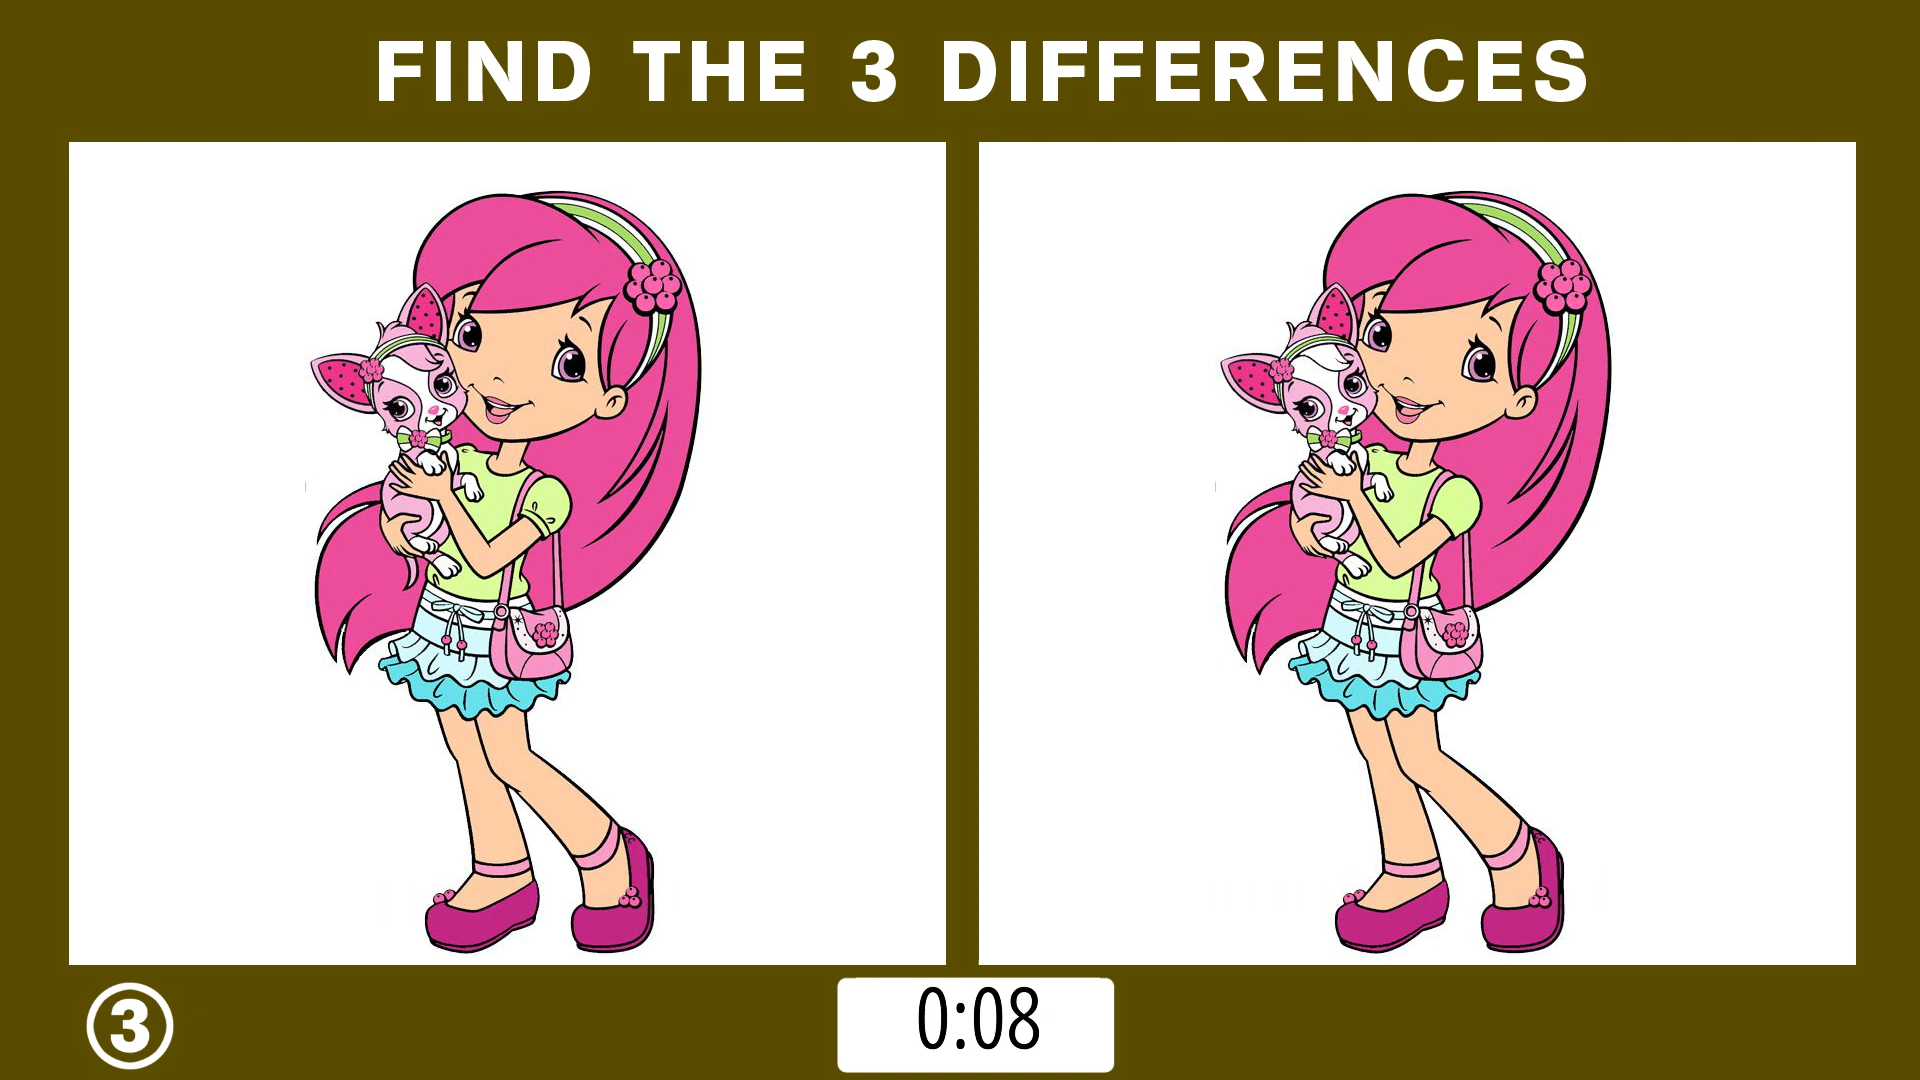 FIND THE 3 DIFFERENCES
3
0:08